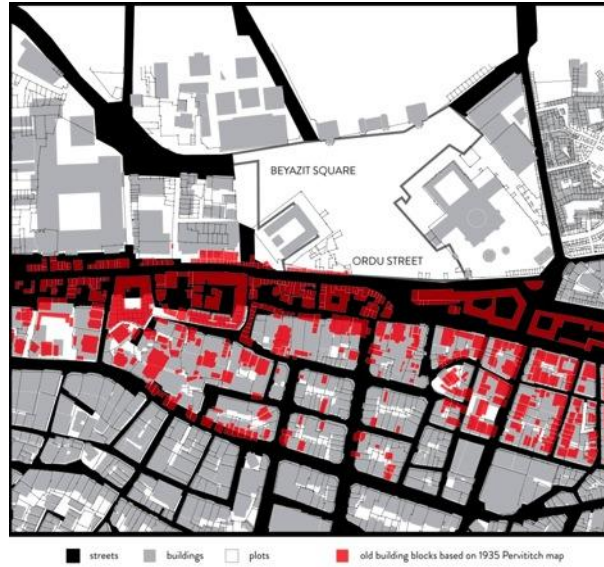 BEYAZIT SQUARE
ORDU STREET
streets buildings plots old building blocks based on 1935 Pervititch map